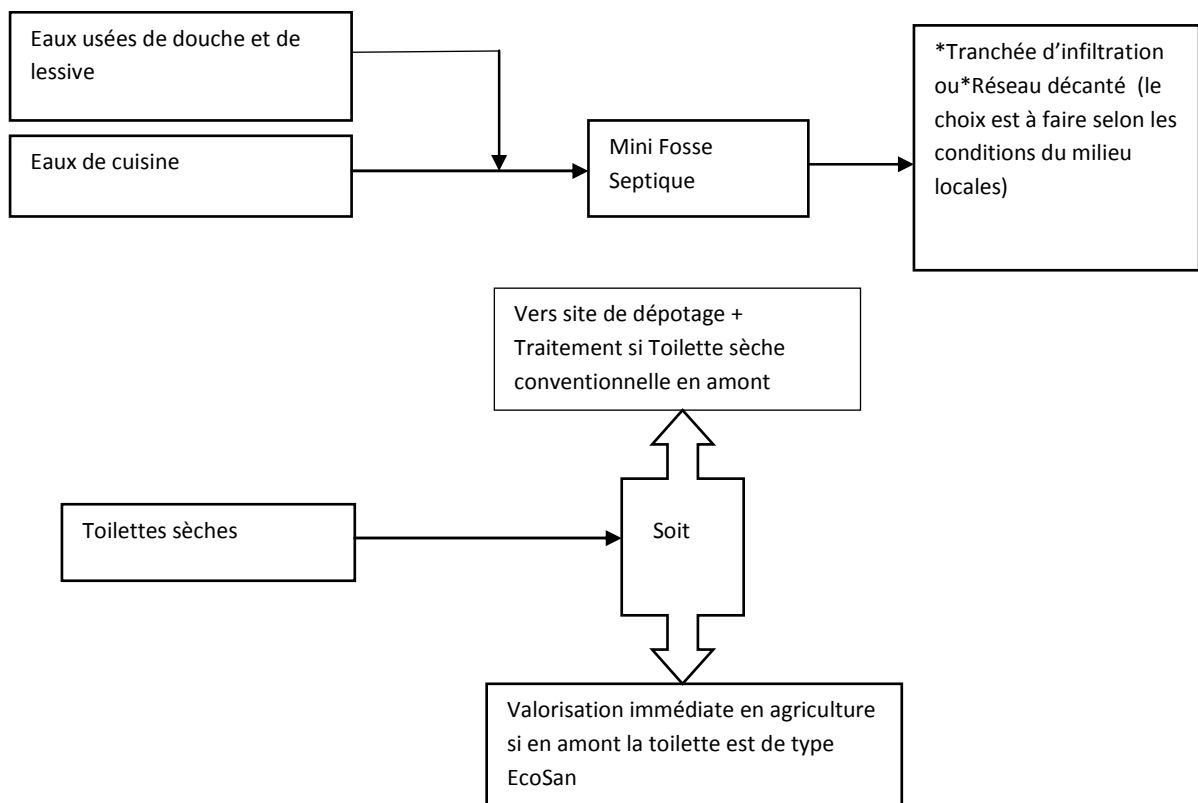 Eaux usées de douche et de
lessive
*Tranchée d’infiltration
ou*Réseau décanté (le
choix est à faire selon les
conditions du milieu
locales)
Eaux de cuisine
Mini Fosse
Septique
Vers site de dépotage +
Traitement si Toilette sèche
conventionnelle en amont
Toilettes sèches
Soit
Valorisation immédiate en agriculture
si en amont la toilette est de type
EcoSan